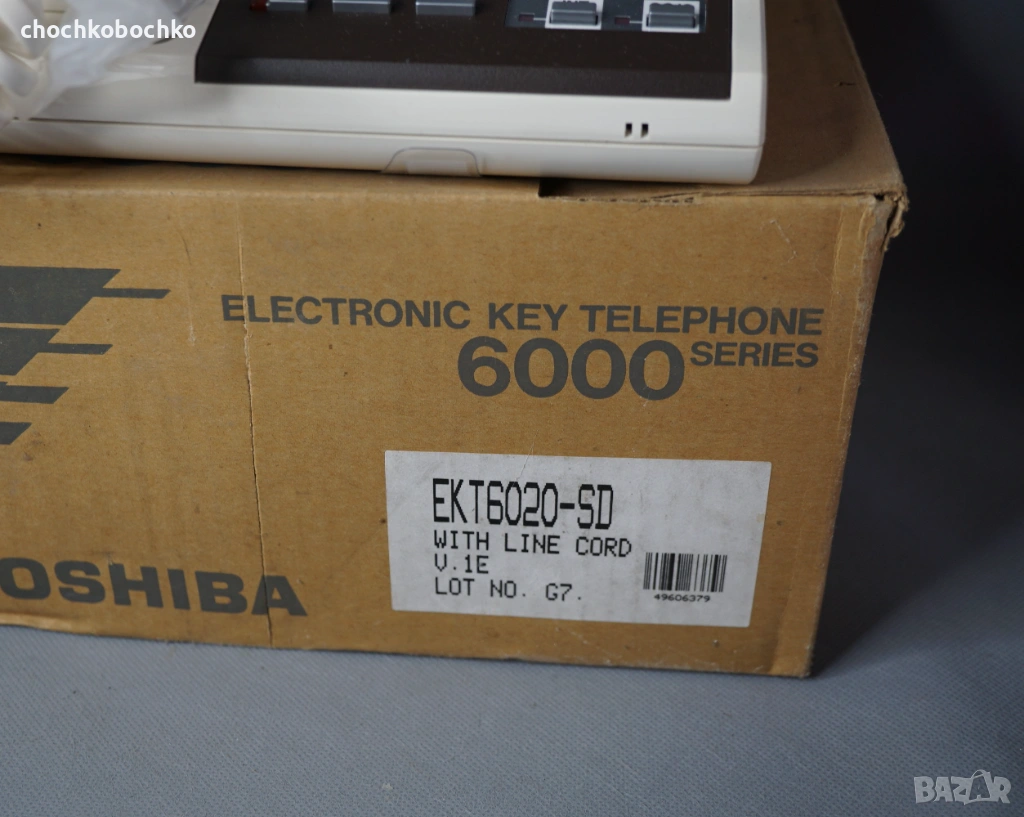 chochkobochko
ELECTRONIC KEY TELEPHONE
6000 SERIES
EKT6020-SD
WITH LINE CORD
V.1E
LOT NO. G7.
49606379
OSHIBA
BAZAR